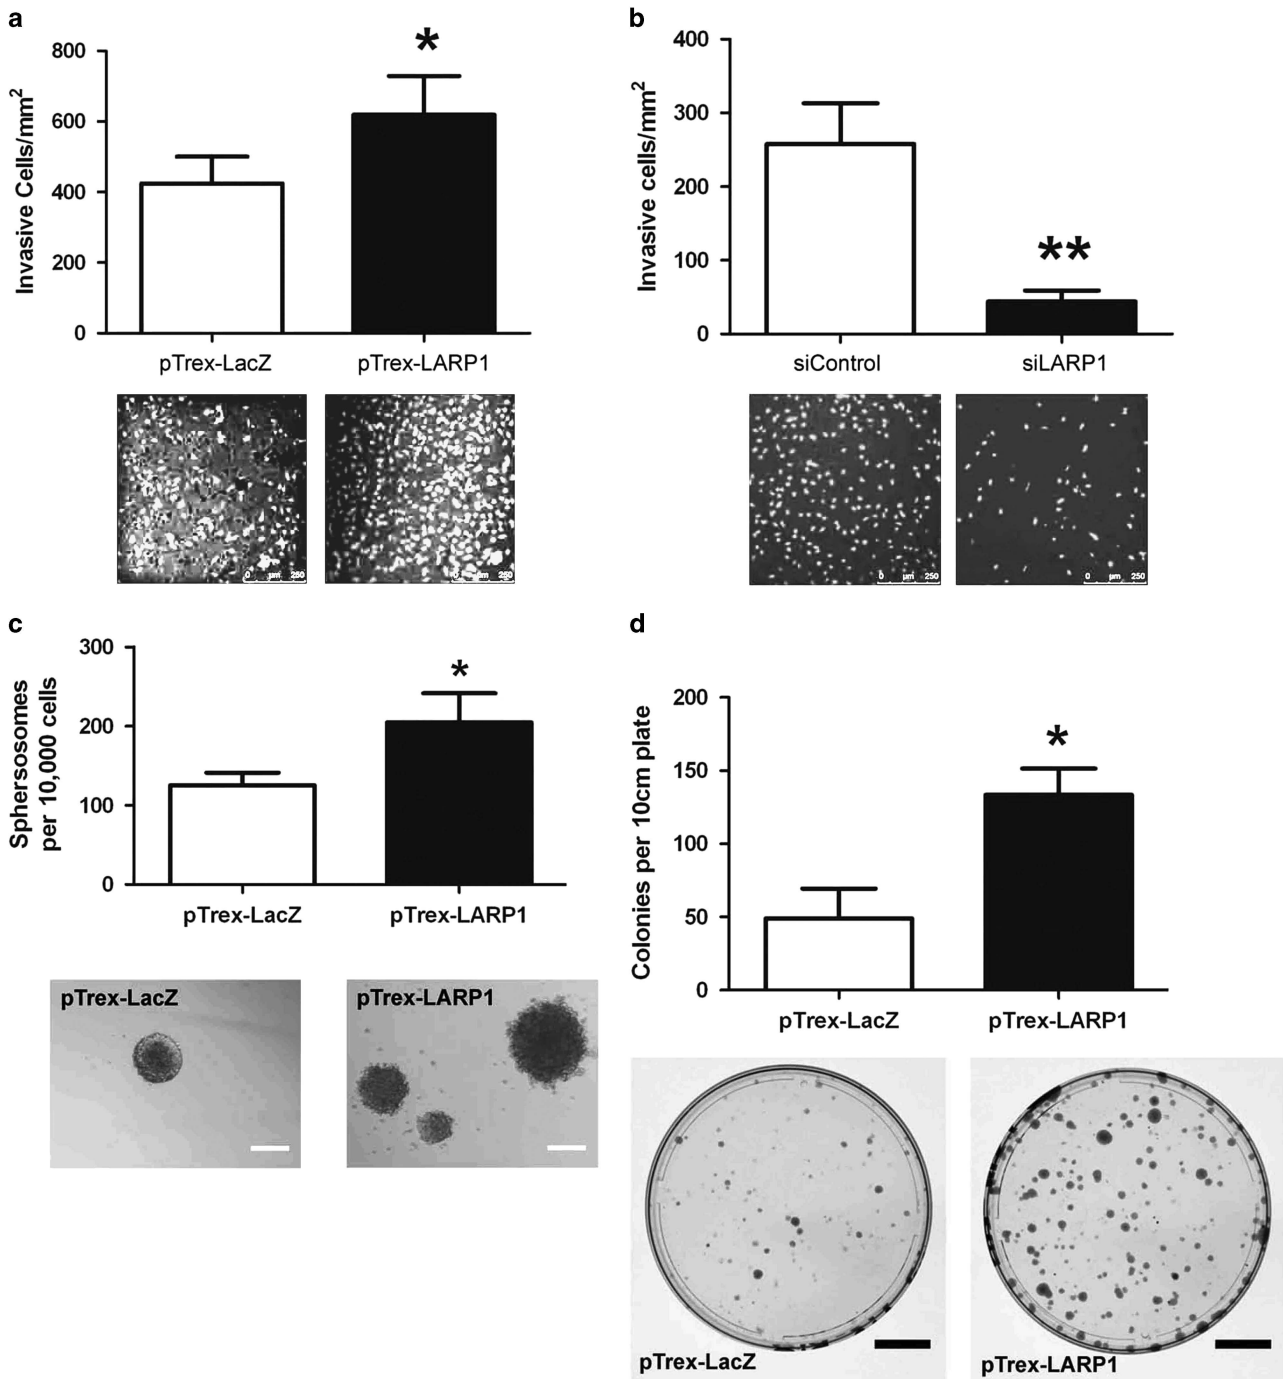 a
800
600
400
200
0
Invasive Cells/mm2
*
pTrex-LacZ
pTrex-LARP1
0 µm 250
0 µm 250
b
400
300
200
100
0
Invasive cells/mm2
**
siControl
siLARP1
0 µm 250
0 µm 250
c
300
200
100
0
Sphersosomes
per 10,000 cells
*
pTrex-LacZ
pTrex-LARP1
pTrex-LacZ
pTrex-LARP1
d
200
150
100
50
0
Colonies per 10cm plate
*
pTrex-LacZ
pTrex-LARP1
pTrex-LacZ
pTrex-LARP1